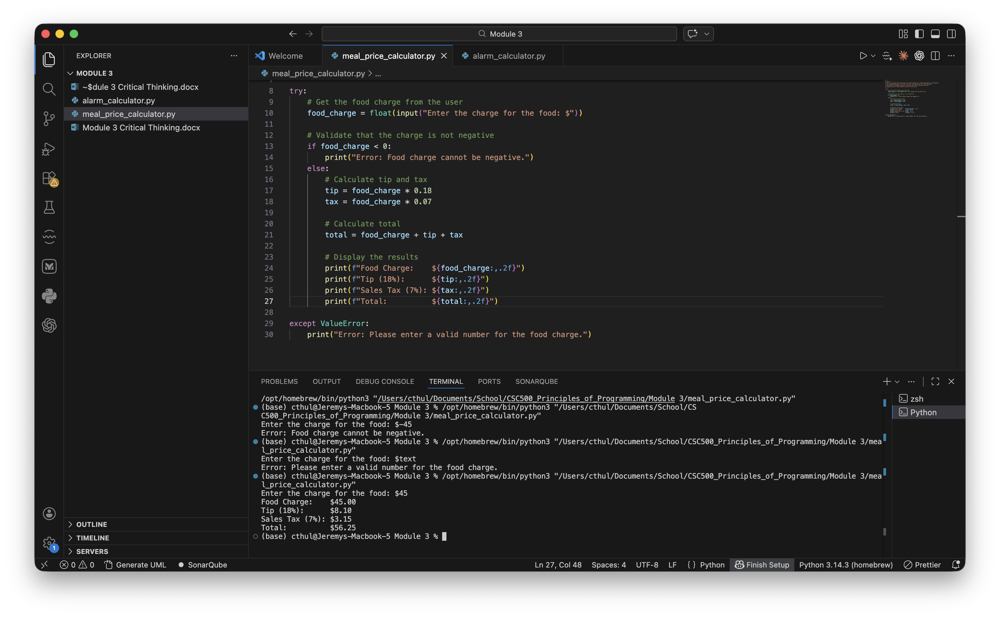 Module 3
EXPLORER
MODULE 3
~$dule 3 Critical Thinking.docx
alarm_calculator.py
meal_price_calculator.py
Module 3 Critical Thinking.docx
OUTLINE
TIMELINE
SERVERS
Welcome
meal_price_calculator.py
alarm_calculator.py
meal_price_calculator.py > ...
7
8 try:
9     # Get the food charge from the user
10     food_charge = float(input("Enter the charge for the food: $"))
11
12     # Validate that the charge is not negative
13     if food_charge < 0:
14         print("Error: Food charge cannot be negative.")
15     else:
16         # Calculate tip and tax
17         tip = food_charge * 0.18
18         tax = food_charge * 0.07
19
20         # Calculate total
21         total = food_charge + tip + tax
22
23         # Display the results
24         print(f"Food Charge:    ${food_charge:,.2f}")
25         print(f"Tip (18%):      ${tip:,.2f}")
26         print(f"Sales Tax (7%): ${tax:,.2f}")
27         print(f"Total:          ${total:,.2f}")
28
29 except ValueError:
30     print("Error: Please enter a valid number for the food charge.")
PROBLEMS OUTPUT DEBUG CONSOLE TERMINAL PORTS SONARQUBE
/opt/homebrew/bin/python3 "/Users/cthul/Documents/School/CSC500_Principles_of_Programming/Module 3/meal_price_calculator.py"
(base) cthul@Jeremys-Macbook-5 Module 3 % /opt/homebrew/bin/python3 "/Users/cthul/Documents/School/CS
C500_Principles_of_Programming/Module 3/meal_price_calculator.py"
Enter the charge for the food: $-45
Error: Food charge cannot be negative.
(base) cthul@Jeremys-Macbook-5 Module 3 % /opt/homebrew/bin/python3 "/Users/cthul/Documents/School/CSC500_Principles_of_Programming/Module 3/mea
l_price_calculator.py"
Enter the charge for the food: $text
Error: Please enter a valid number for the food charge.
(base) cthul@Jeremys-Macbook-5 Module 3 % /opt/homebrew/bin/python3 "/Users/cthul/Documents/School/CSC500_Principles_of_Programming/Module 3/mea
l_price_calculator.py"
Enter the charge for the food: $45
Food Charge:    $45.00
Tip (18%):      $8.10
Sales Tax (7%): $3.15
Total:          $56.25
(base) cthul@Jeremys-Macbook-5 Module 3 %
zsh
Python
1
0 0 Generate UML SonarQube Ln 27, Col 48 Spaces: 4 UTF-8 LF {} Python Finish Setup Python 3.14.3 (homebrew) Prettier